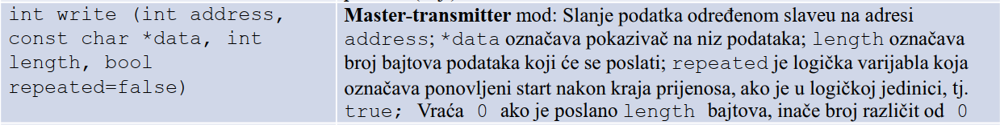 int write (int address,
const char *data, int
length, bool
repeated=false)
Master-transmitter mod: Slanje podatka određenom slaveu na adresi
address; *data označava pokazivač na niz podataka; length označava
broj bajtova podataka koji će se poslati; repeated je logička varijabla koja
označava ponovljeni start nakon kraja prijenosa, ako je u logičkoj jedinici, tj.
true; Vraća 0 ako je poslano length bajtova, inače broj različit od 0